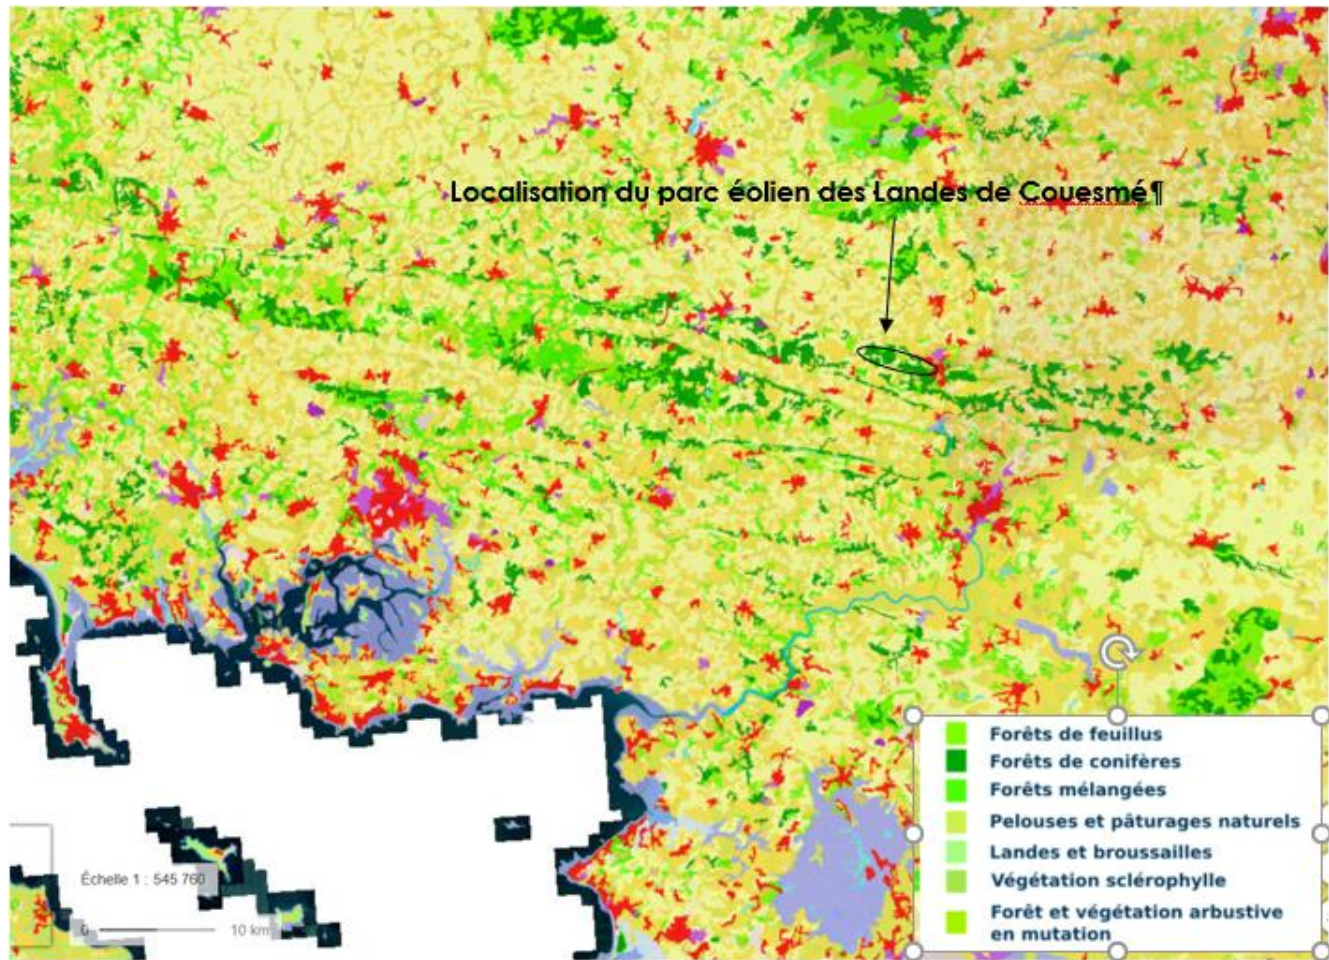 Localisation du parc éolien des Landes de Couesmé¶
Forêts de feuillus
Forêts de conifères
Forêts mélangées
Pelouses et pâturages naturels
Landes et broussailles
Végétation sclérophylle
Forêt et végétation arbustive
en mutation
Échelle 1 : 545 760
0 10 km